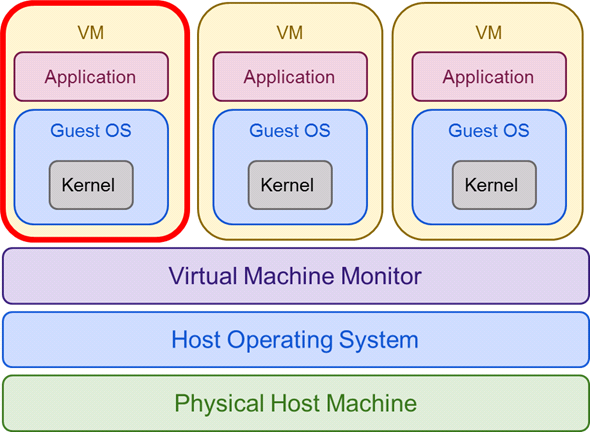 VM
Application
Guest OS
Kernel
VM
Application
Guest OS
Kernel
VM
Application
Guest OS
Kernel
Virtual Machine Monitor
Host Operating System
Physical Host Machine